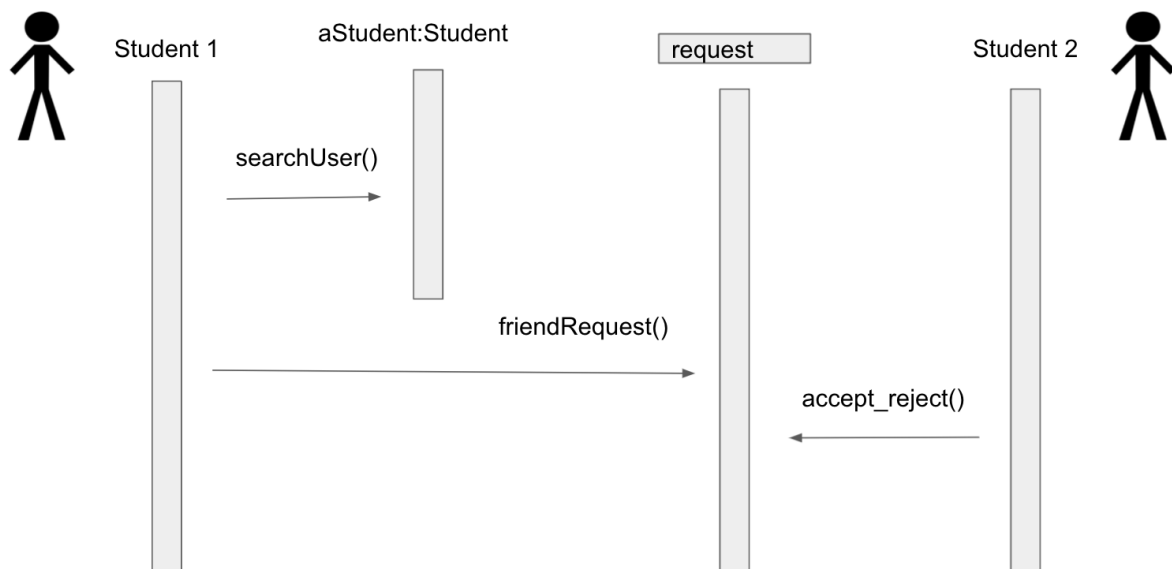 Student 1
aStudent:Student
request
Student 2
searchUser()
friendRequest()
accept_reject()